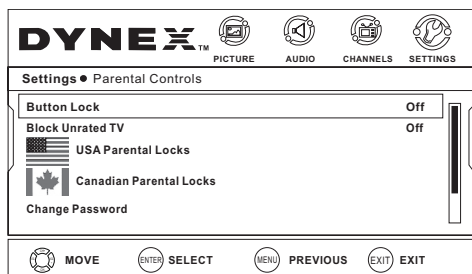 DYNEX™
PICTURE AUDIO CHANNELS SETTINGS
Settings • Parental Controls
Button Lock Off
Block Unrated TV Off
USA Parental Locks
Canadian Parental Locks
Change Password
MOVE ENTER SELECT MENU PREVIOUS EXIT EXIT